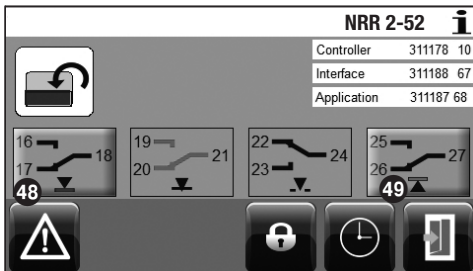 NRR 2-52 i
Controller 311178 10
Interface 311188 67
Application 311187 68
16 17 18 19 20 21 22 23 24 25 26 27
48 49